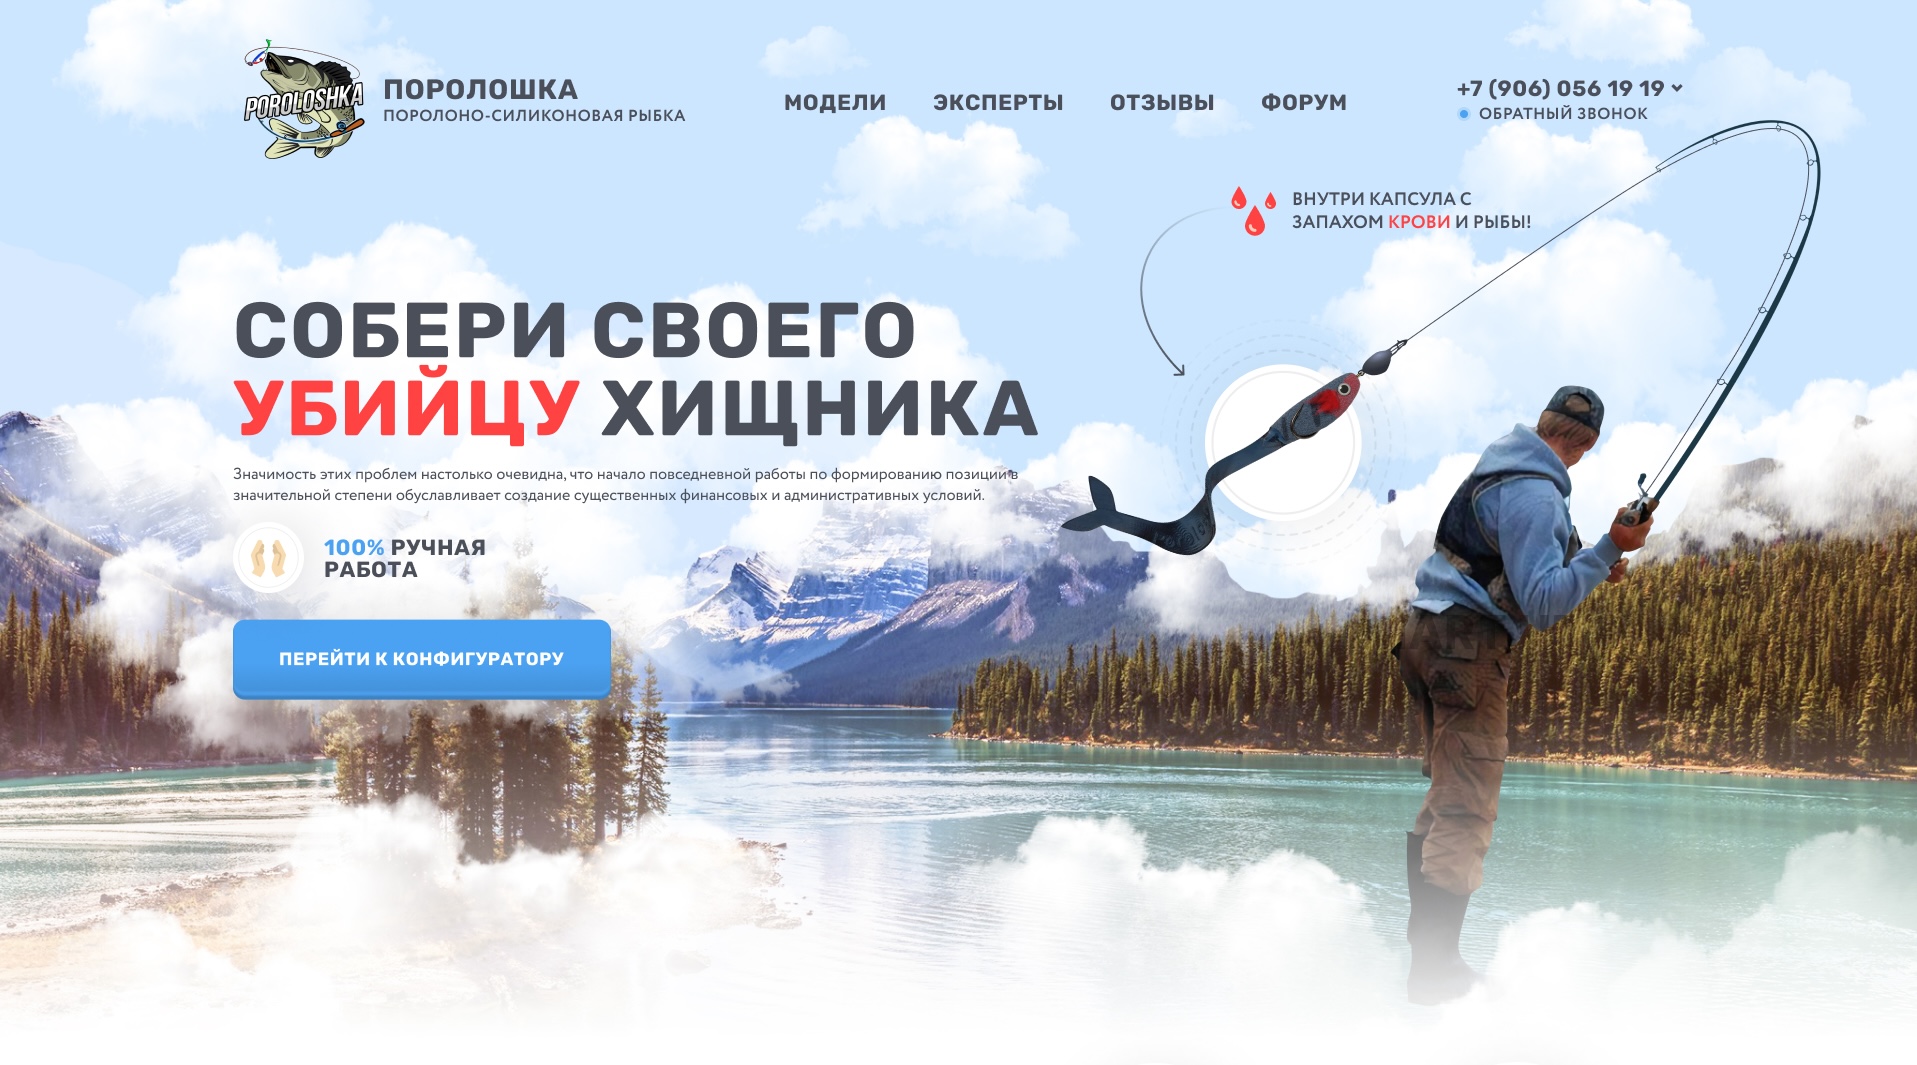 POROLOSHKA
ПОРОЛОШКА
ПОРОЛОНО-СИЛИКОНОВАЯ РЫБКА
МОДЕЛИ
ЭКСПЕРТЫ
ОТЗЫВЫ
ФОРУМ
+7 (906) 056 19 19
ОБРАТНЫЙ ЗВОНОК
ВНУТРИ КАПСУЛА С
ЗАПАХОМ КРОВИ И РЫБЫ!
СОБЕРИ СВОЕГО
УБИЙЦУ ХИЩНИКА
Значимость этих проблем настолько очевидна, что начало повседневной работы по формированию позиции в
значительной степени обуславливает создание существенных финансовых и административных условий.
100% РУЧНАЯ
РАБОТА
ПЕРЕЙТИ К КОНФИГУРАТОРУ